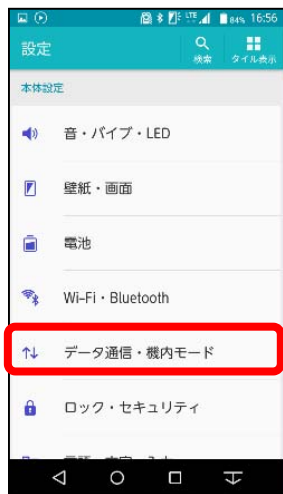 LTE 84% 16:56
設定
検索 タイル表示
本体設定
音・バイブ・LED
壁紙・画面
電池
Wi-Fi・Bluetooth
データ通信・機内モード
ロック・セキュリティ